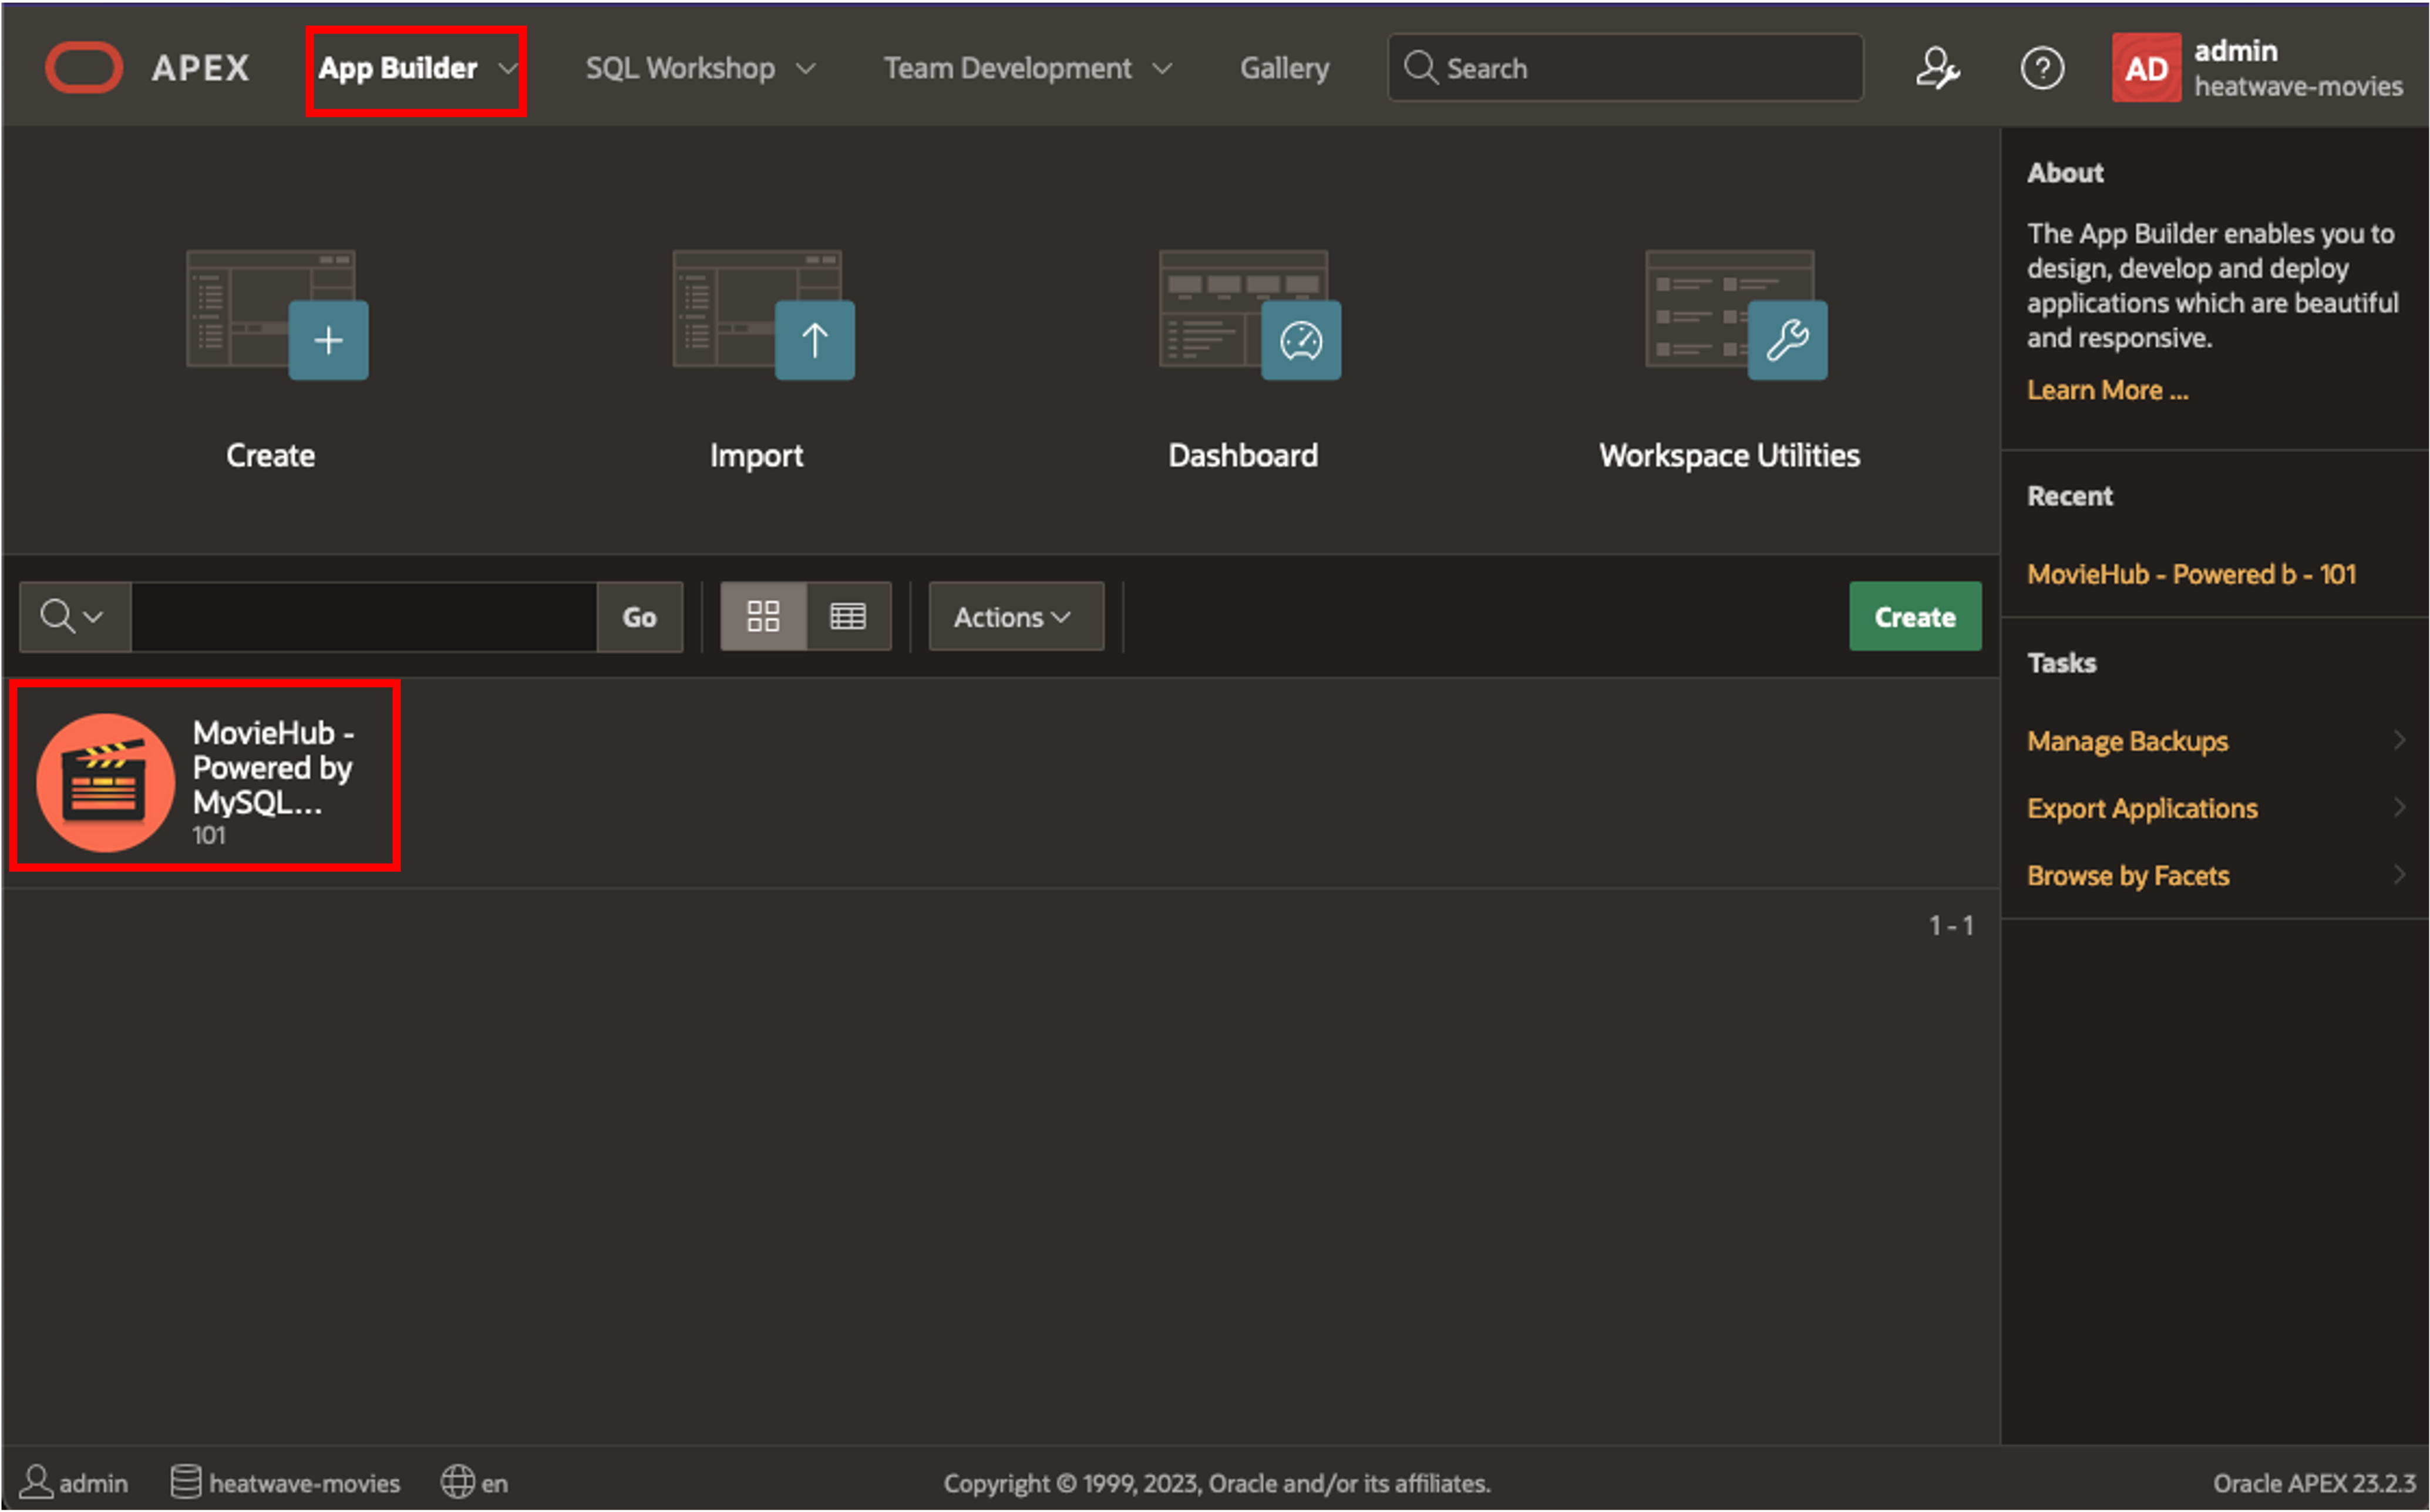 APEX
App Builder
SQL Workshop
Team Development
Gallery
Search
AD
admin
heatwave-movies
Create
Import
Dashboard
Workspace Utilities
About
The App Builder enables you to
design, develop and deploy
applications which are beautiful
and responsive.
Learn More ...
Recent
MovieHub - Powered b - 101
Go
Actions
Create
Tasks
Manage Backups
Export Applications
Browse by Facets
MovieHub -
Powered by
MySQL...
101
1 - 1
admin
heatwave-movies
en
Copyright © 1999, 2023, Oracle and/or its affiliates.
Oracle APEX 23.2.3